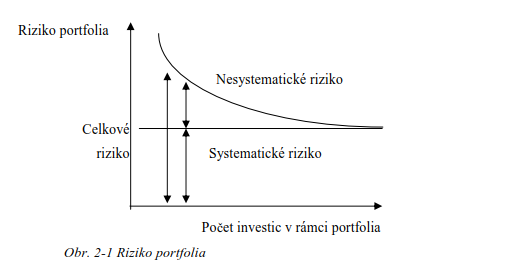 Riziko portfolia
Nesystematické riziko
Celkové
riziko
Systematické riziko
Počet investic v rámci portfolia
Obr. 2-1 Riziko portfolia